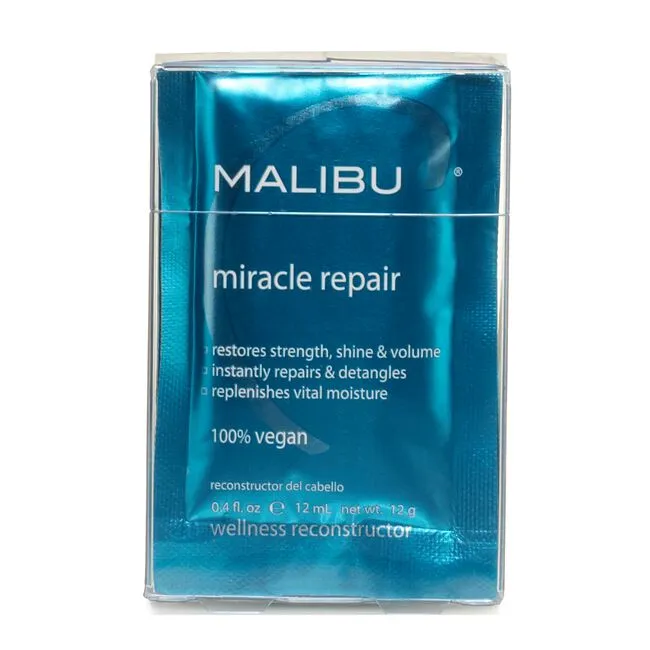 MALIBU C ®
miracle repair
restores strength, shine & volume
instantly repairs & detangles
replenishes vital moisture
100% vegan
reconstructor del cabello
0.4 fl. oz ℮ 12 mL net wt. 12 g
wellness reconstructor